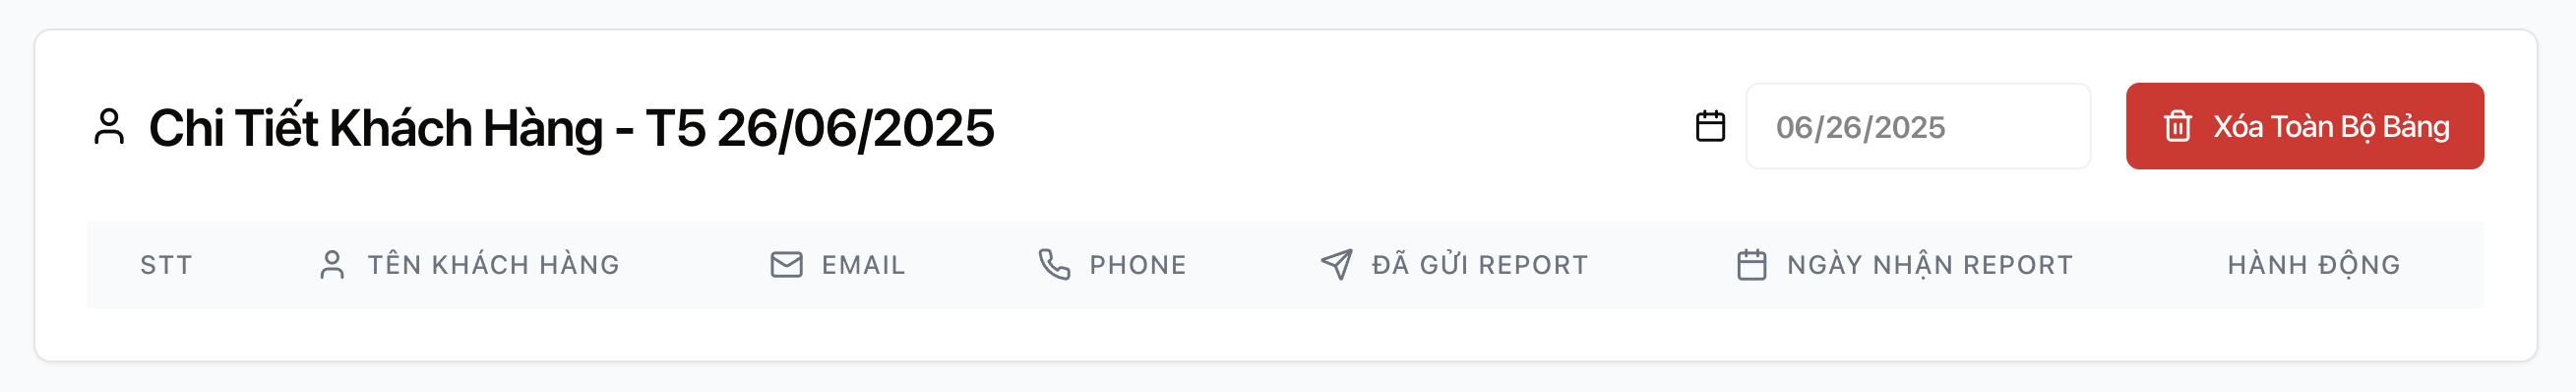 Chi Tiết Khách Hàng - T5 26/06/2025
06/26/2025
Xóa Toàn Bộ Bảng
STT TÊN KHÁCH HÀNG EMAIL PHONE ĐÃ GỬI REPORT NGÀY NHẬN REPORT HÀNH ĐỘNG